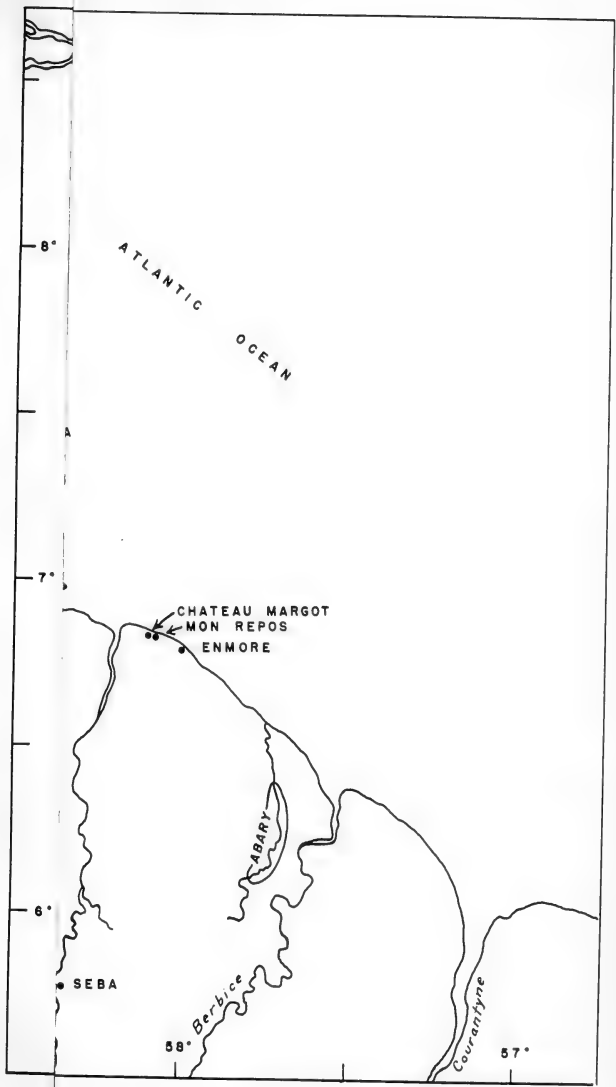 8°
ATLANTIC OCEAN
A
7°
CHATEAU MARGOT
MON REPOS
ENMORE
ABARY
6°
SEBA
Berbice
Courantyne
58°
57°